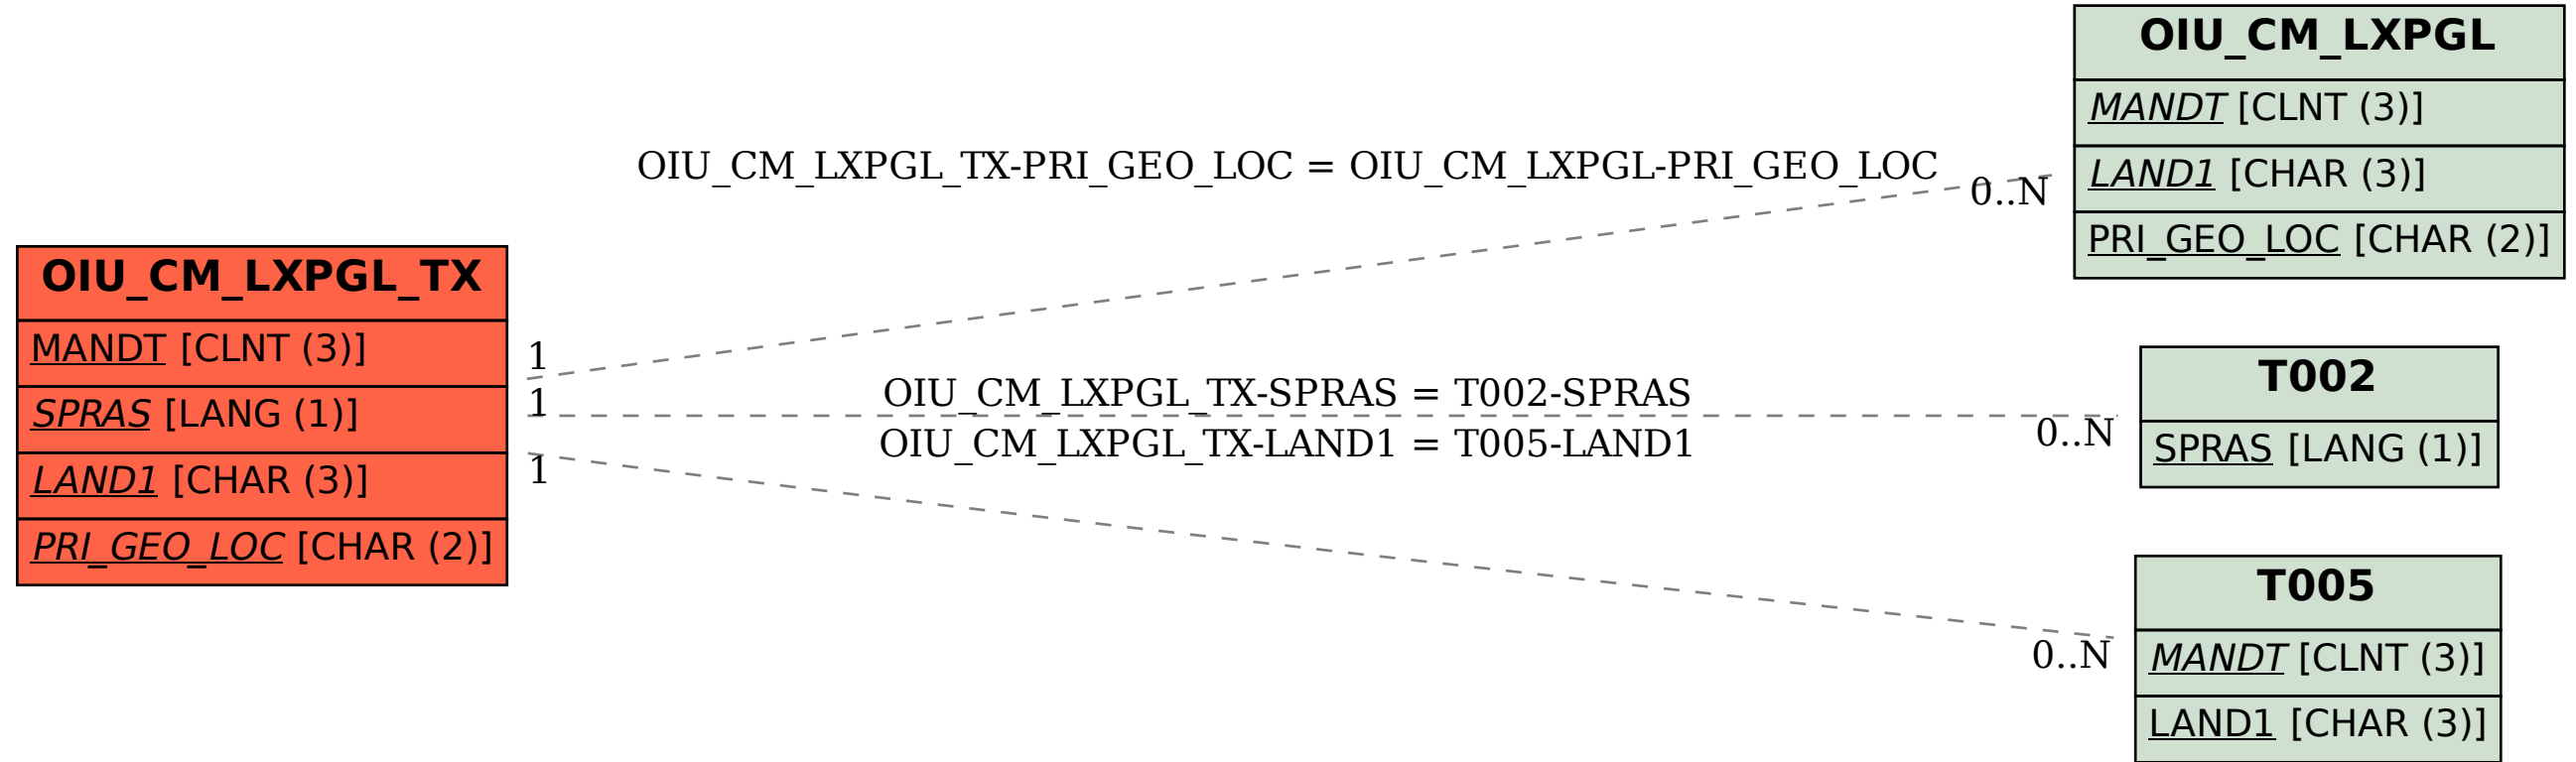 OIU_CM_LXPGL_TX
MANDT [CLNT (3)]
SPRAS [LANG (1)]
LAND1 [CHAR (3)]
PRI_GEO_LOC [CHAR (2)]
OIU_CM_LXPGL_TX-PRI_GEO_LOC = OIU_CM_LXPGL-PRI_GEO_LOC
0..N
1
OIU_CM_LXPGL_TX-SPRAS = T002-SPRAS
1
0..N
OIU_CM_LXPGL_TX-LAND1 = T005-LAND1
1
0..N
OIU_CM_LXPGL
MANDT [CLNT (3)]
LAND1 [CHAR (3)]
PRI_GEO_LOC [CHAR (2)]
T002
SPRAS [LANG (1)]
T005
MANDT [CLNT (3)]
LAND1 [CHAR (3)]